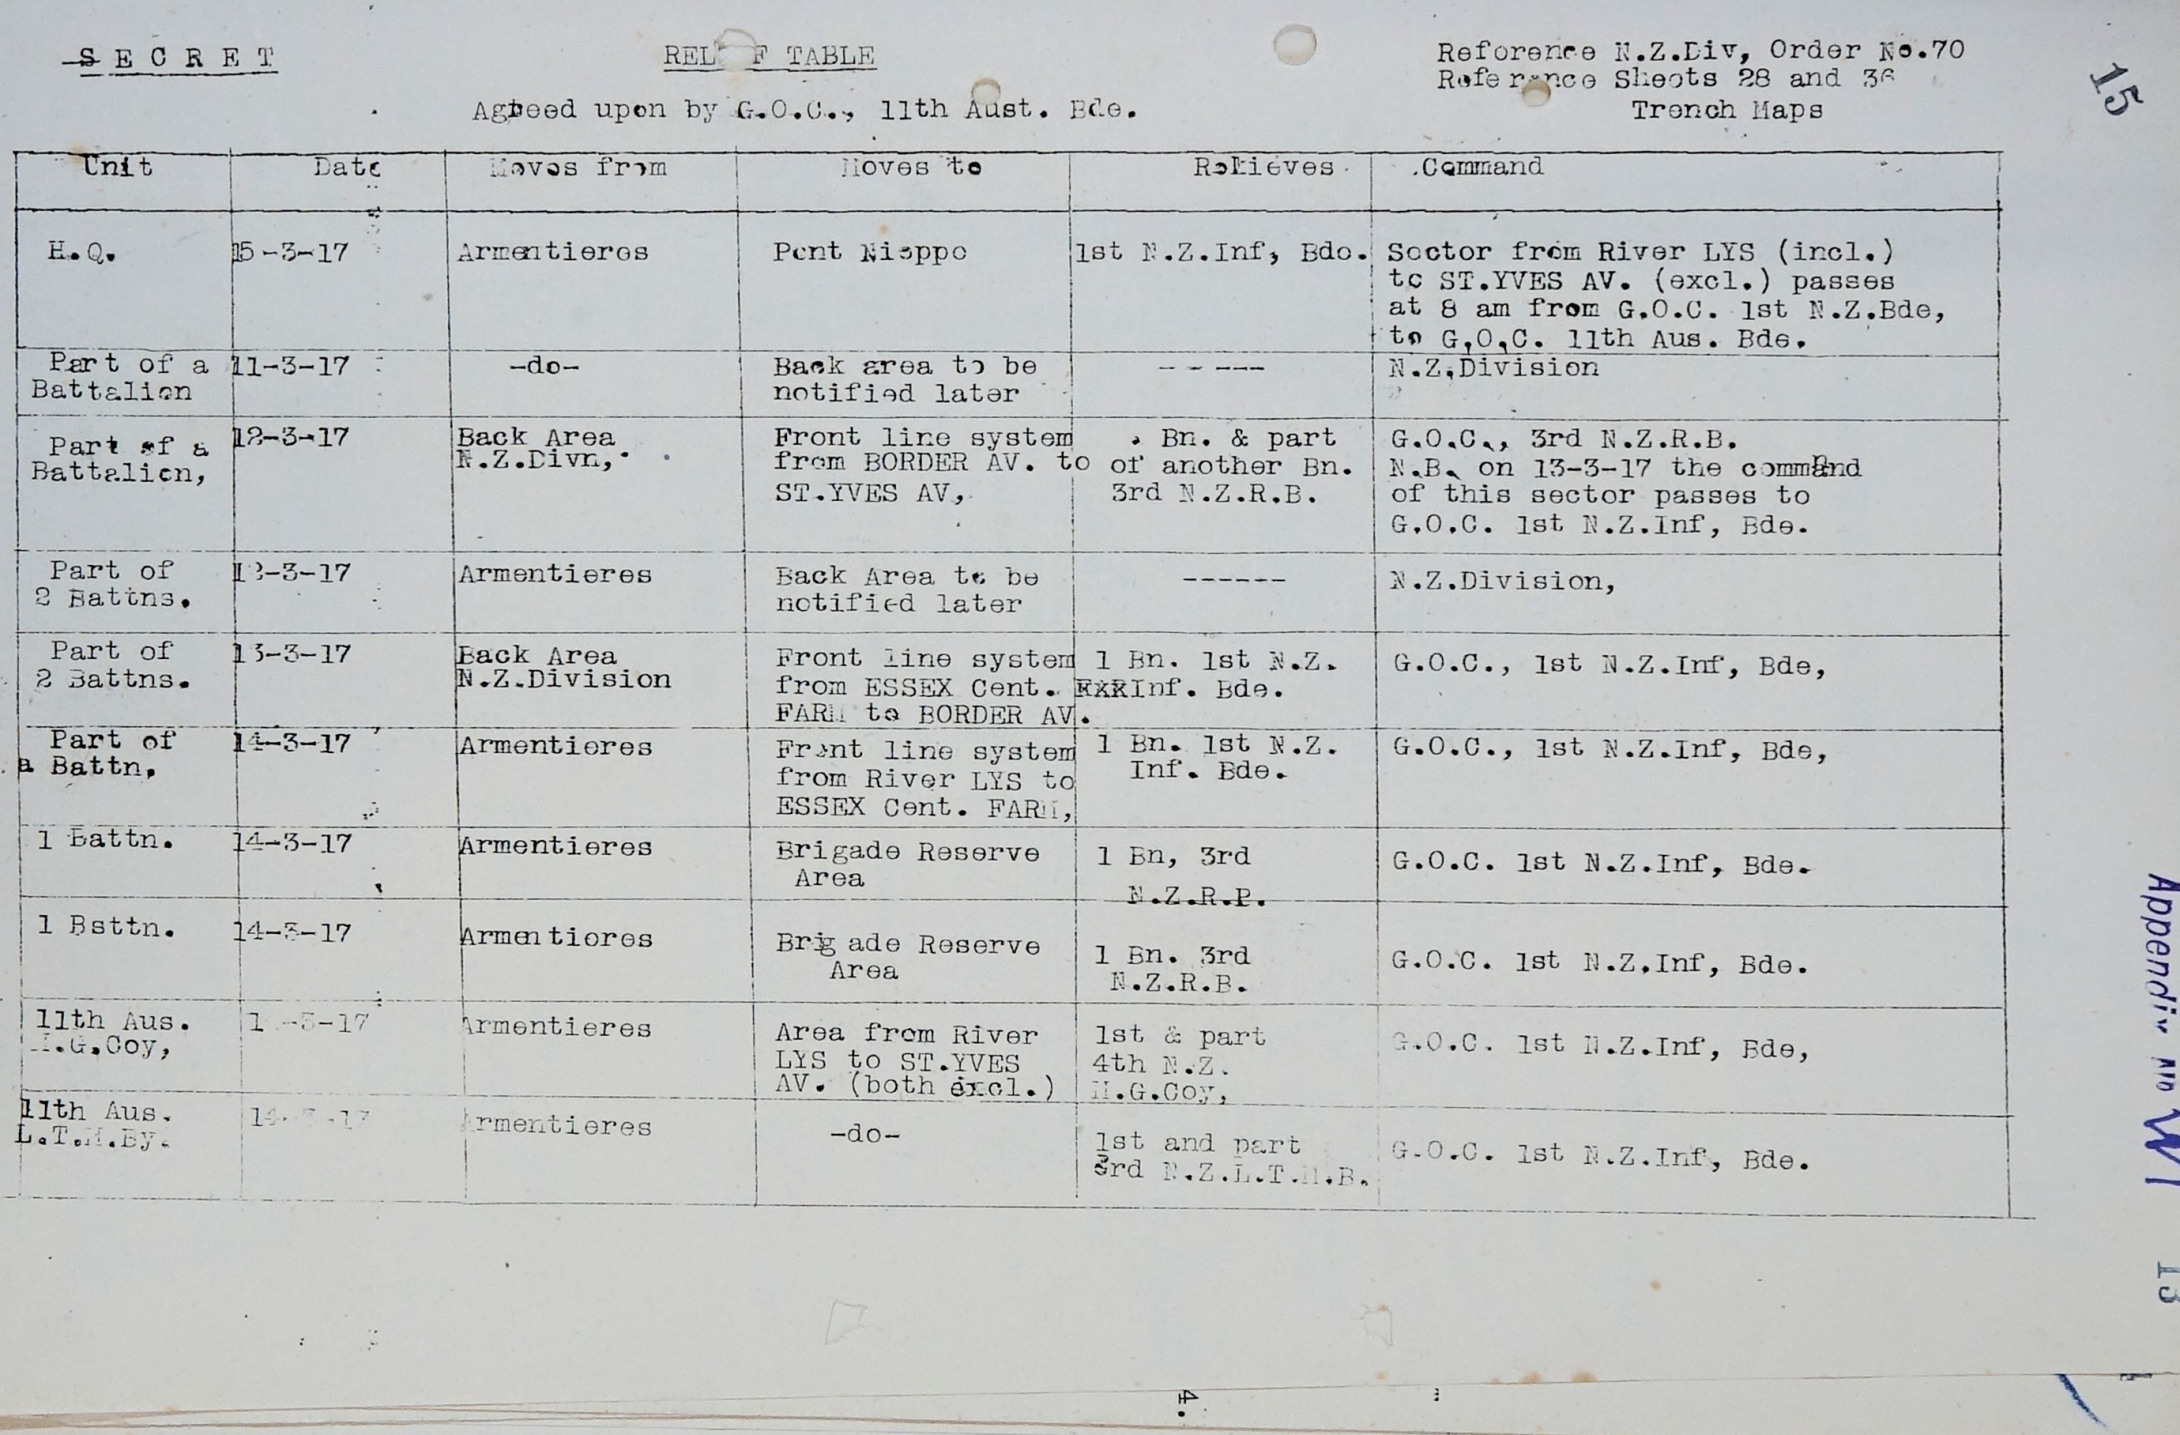 S E C R E T
REL F TABLE
Reference N.Z.Div, Order No.70
Reference Sheets 28 and 36
Trench Maps
Agreed upon by G.O.C., 11th Aust. Bde.
15
Unit Date Moves from Moves to Relieves Command
H.Q. 15-3-17 Armentieres Pont Nieppe 1st N.Z.Inf, Bde. Sector from River LYS (incl.)
to ST.YVES AV. (excl.) passes
at 8 am from G.O.C. 1st N.Z.Bde,
to G,O,C. 11th Aus. Bde.
Part of a 11-3-17 -do- Back area to be ----- N.Z.Division
Battalion notified later
Part of a 12-3-17 Back Area Front line system Bn. & part G.O.C., 3rd N.Z.R.B.
Battalion, N.Z.Divn, from BORDER AV. to of another Bn. N.B. on 13-3-17 the command
ST.YVES AV, 3rd N.Z.R.B. of this sector passes to
G.O.C. 1st N.Z.Inf, Bde.
Part of -3-17 Armentieres Back Area to be ------ N.Z.Division,
2 Battns. notified later
Part of 13-3-17 Back Area Front line system 1 Bn. 1st N.Z. G.O.C., 1st N.Z.Inf, Bde,
2 Battns. N.Z.Division from ESSEX Cent. Inf. Bde.
FARM to BORDER AV.
Part of 14-3-17 Armentieres Front line system 1 Bn. 1st N.Z. G.O.C., 1st N.Z.Inf, Bde,
a Battn, from River LYS to Inf. Bde.
ESSEX Cent. FARM,
1 Battn. 14-3-17 Armentieres Brigade Reserve 1 Bn, 3rd G.O.C. 1st N.Z.Inf, Bde.
Area N.Z.R.P.
1 Bsttn. 14-3-17 Armentieres Brig ade Reserve 1 Bn. 3rd G.O.C. 1st N.Z.Inf, Bde.
Area N.Z.R.B.
11th Aus. 1 -3-17 Armentieres Area from River 1st & part G.O.C. 1st N.Z.Inf, Bde,
M.G.Coy, LYS to ST.YVES 4th N.Z.
AV. (both excl.) M.G.Coy,
11th Aus. 14-3-17 Armentieres -do- 1st and part G.O.C. 1st N.Z.Inf, Bde.
L.T.M.By. 3rd N.Z.L.T.M.B.
Appendix No
13
4.